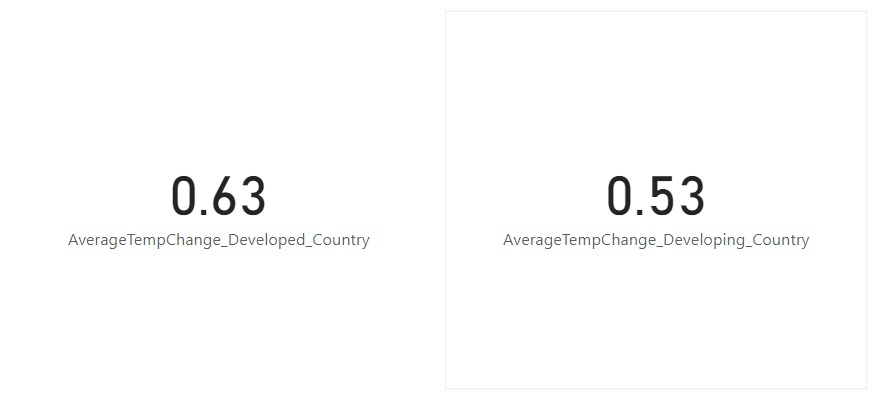 0.63
AverageTempChange_Developed_Country
0.53
AverageTempChange_Developing_Country